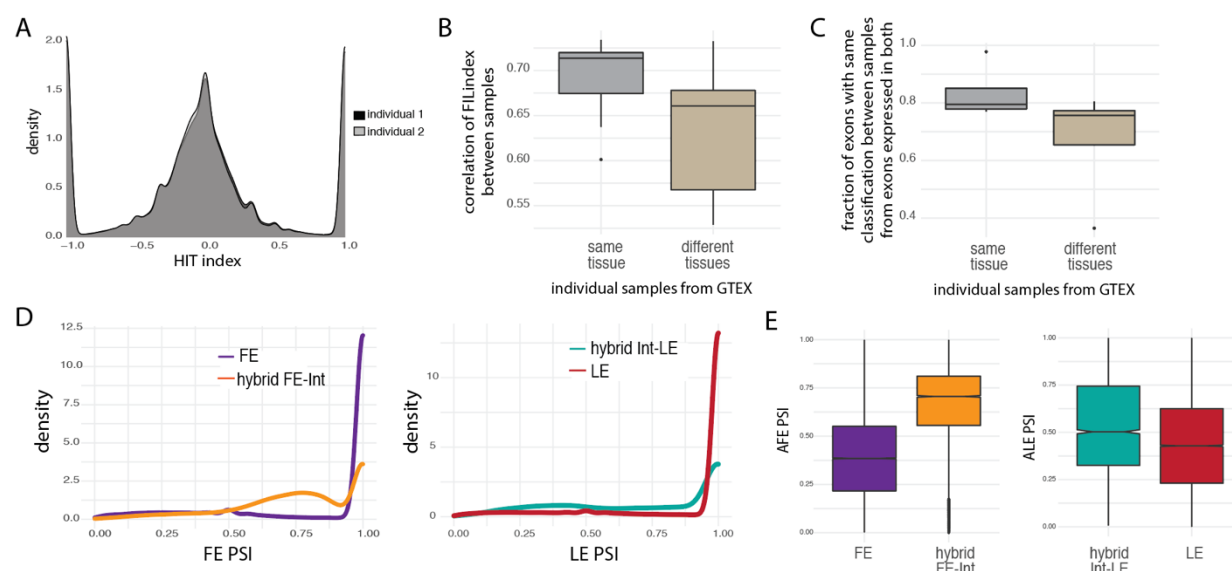 A
2.0
1.5
1.0
0.5
0.0
density
−1.0
−0.5
0.0
0.5
1.0
HIT index
individual 1
individual 2
B
correlation of FILindex
between samples
0.70
0.65
0.60
0.55
same
tissue
different
tissues
individual samples from GTEX
C
fraction of exons with same
classification between samples
from exons expressed in both
1.0
0.8
0.6
0.4
same
tissue
different
tissues
individual samples from GTEX
D
density
12.5
10.0
7.5
5.0
2.5
0.0
FE
hybrid FE-Int
0.00
0.25
0.50
0.75
1.00
FE PSI
density
10
5
0
hybrid Int-LE
LE
0.00
0.25
0.50
0.75
1.00
LE PSI
E
AFE PSI
1.00
0.75
0.50
0.25
0.00
FE
hybrid
FE-Int
ALE PSI
1.00
0.75
0.50
0.25
0.00
hybrid
Int-LE
LE